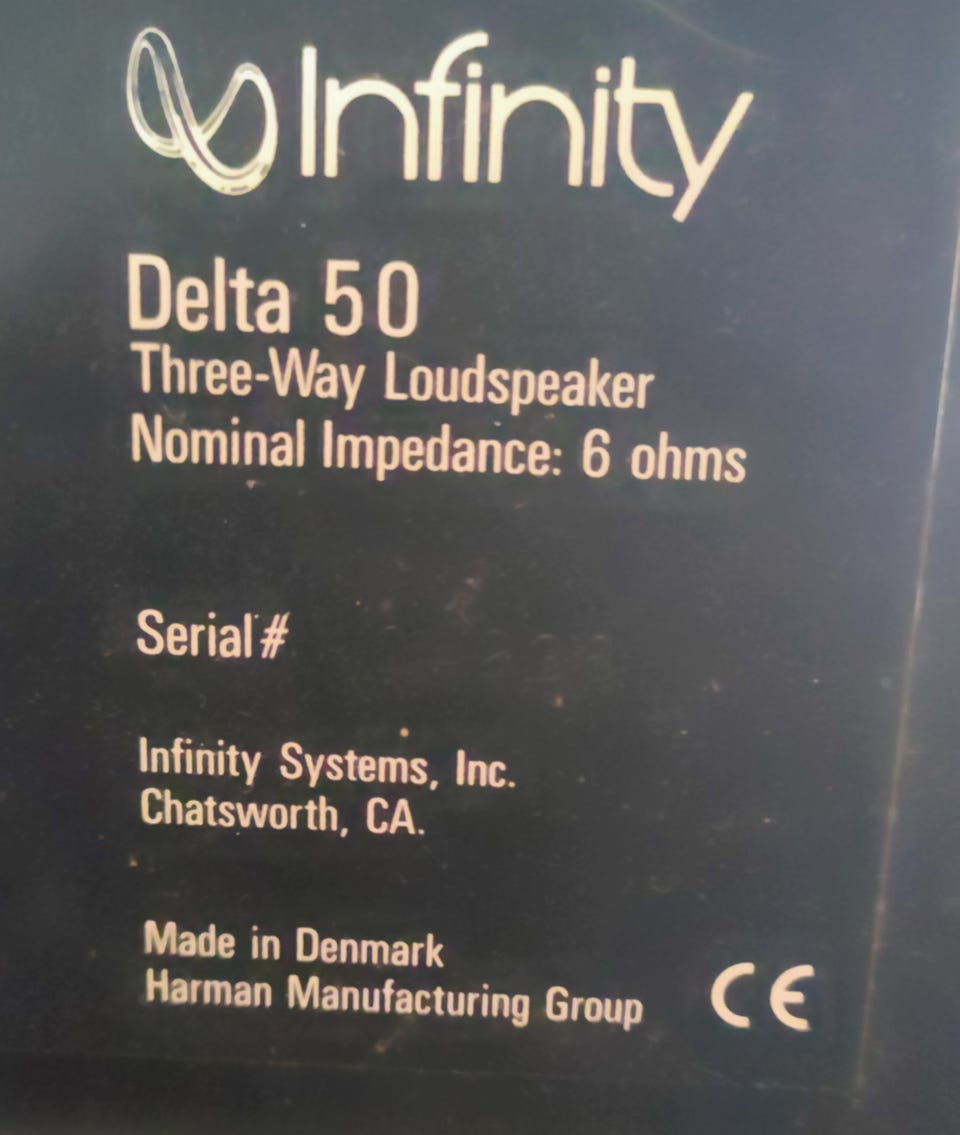 Infinity
Delta 50
Three-Way Loudspeaker
Nominal Impedance: 6 ohms
Serial #
Infinity Systems, Inc.
Chatsworth, CA.
Made in Denmark
Harman Manufacturing Group CE